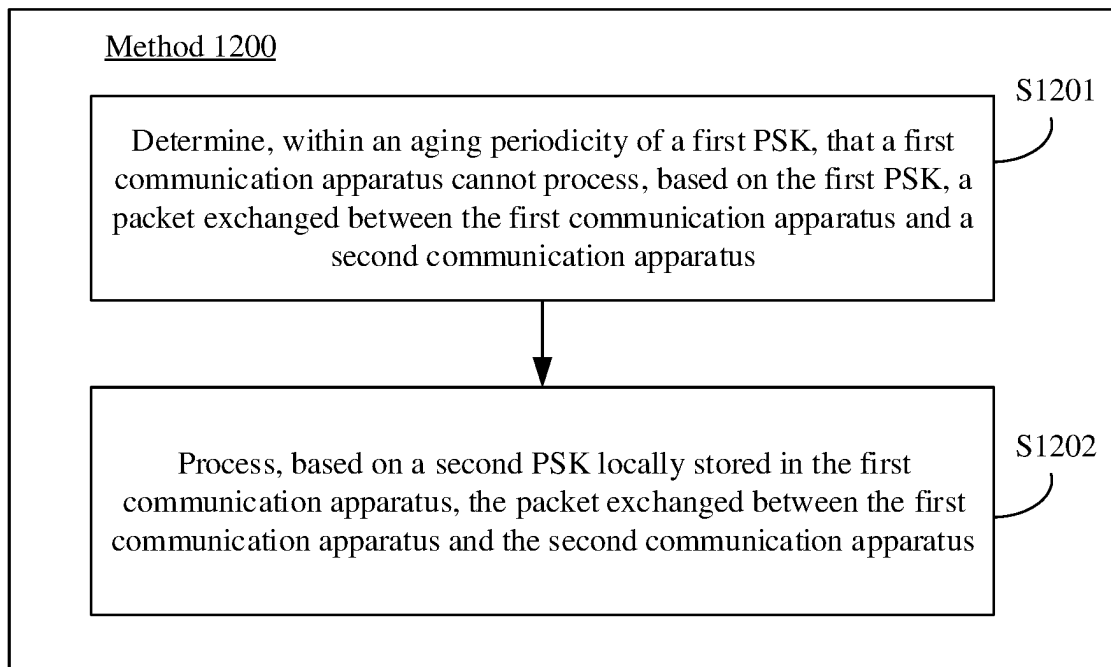 Method 1200
S1201
Determine, within an aging periodicity of a first PSK, that a first
communication apparatus cannot process, based on the first PSK, a
packet exchanged between the first communication apparatus and a
second communication apparatus
S1202
Process, based on a second PSK locally stored in the first
communication apparatus, the packet exchanged between the first
communication apparatus and the second communication apparatus